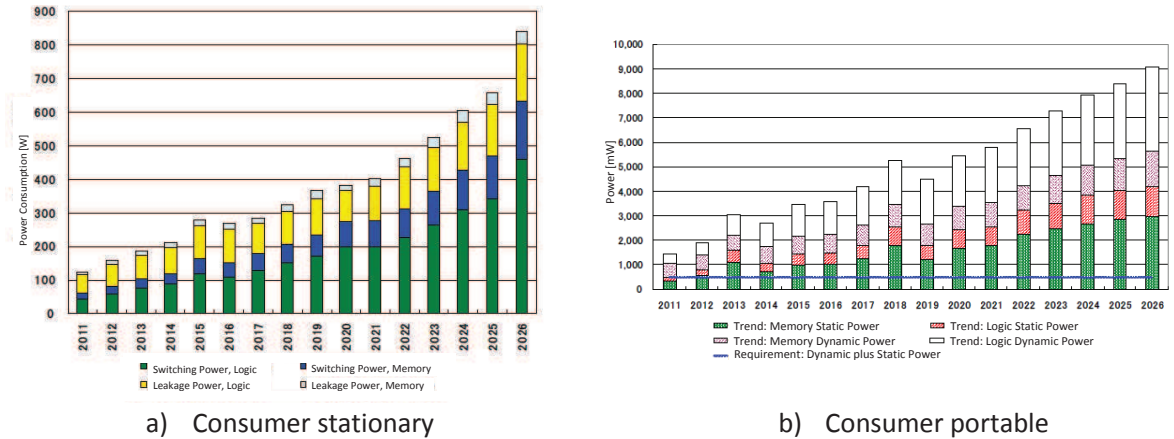 900
800
700
600
500
400
300
200
100
0
Power Consumption [W]
2011 2012 2013 2014 2015 2016 2017 2018 2019 2020 2021 2022 2023 2024 2025 2026
Switching Power, Logic Switching Power, Memory
Leakage Power, Logic Leakage Power, Memory
a) Consumer stationary
10,000
9,000
8,000
7,000
6,000
5,000
4,000
3,000
2,000
1,000
0
Power [mW]
2011 2012 2013 2014 2015 2016 2017 2018 2019 2020 2021 2022 2023 2024 2025 2026
Trend: Memory Static Power Trend: Logic Static Power
Trend: Memory Dynamic Power Trend: Logic Dynamic Power
Requirement: Dynamic plus Static Power
b) Consumer portable